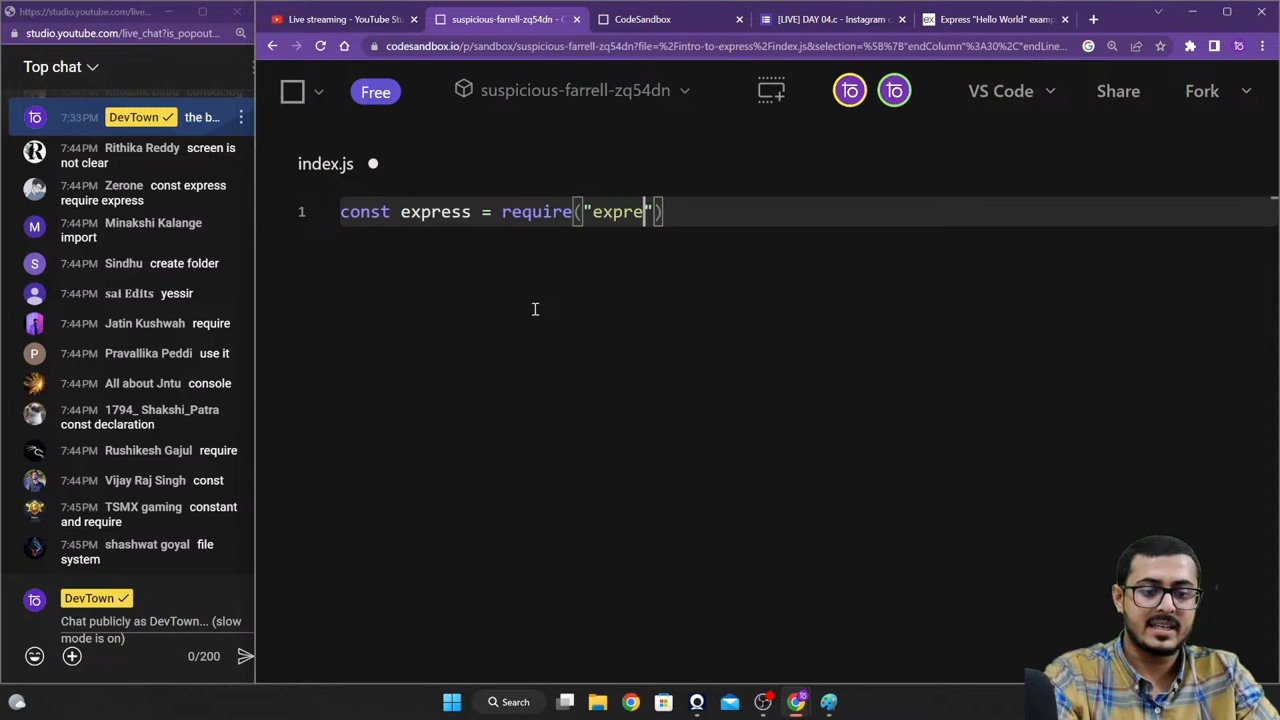 https://studio.youtube.com/live_chat?is_popout...
studio.youtube.com/live_chat?is_popout...
Top chat
7:33PM DevTown the b...
7:44PM Rithika Reddy screen is
not clear
7:44PM Zerone const express
require express
7:44PM Minakshi Kalange
import
7:44PM Sindhu create folder
7:44PM sai Edits yessir
7:44PM Jatin Kushwah require
7:44PM Pravallika Peddi use it
7:44PM All about Jntu console
7:44PM 1794_ Shakshi_Patra
const declaration
7:44PM Rushikesh Gajul require
7:44PM Vijay Raj Singh const
7:45PM TSMX gaming constant
and require
7:45PM shashwat goyal file
system
DevTown
Chat publicly as DevTown... (slow
mode is on)
0/200
Live streaming - YouTube St
suspicious-farrell-zq54dn - C
CodeSandbox
[LIVE] DAY 04.c - Instagram c
ex Express "Hello World" examp
codesandbox.io/p/sandbox/suspicious-farrell-zq54dn?file=%2Fintro-to-express%2Findex.js&selection=%5B%7B"endColumn"%3A30%2C"endLine...
Free
suspicious-farrell-zq54dn
VS Code
Share
Fork
index.js
1 const express = require("expre")
Search